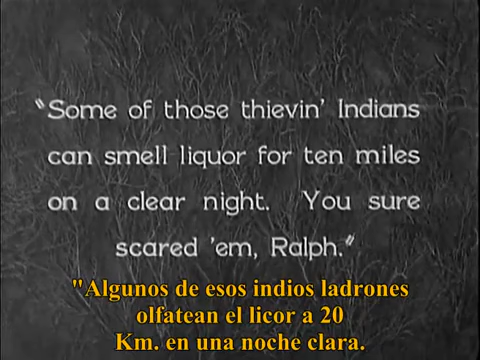 "Some of those thievin' Indians
can smell liquor for ten miles
on a clear night. You sure
scared 'em, Ralph."
"Algunos de esos indios ladrones
olfatean el licor a 20
Km. en una noche clara.